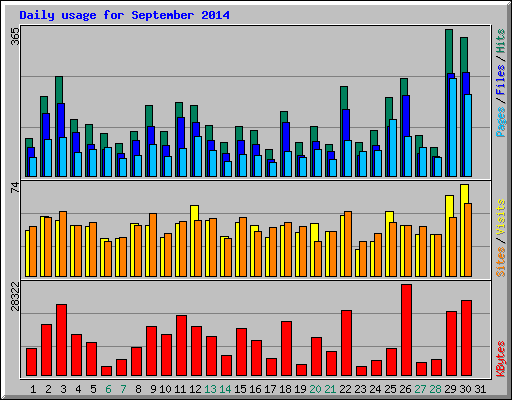 Daily usage for September 2014
365
Pages / Files / Hits
74
Sites / Visits
28322
KBytes
1 2 3 4 5 6 7 8 9 10 11 12 13 14 15 16 17 18 19 20 21 22 23 24 25 26 27 28 29 30 31